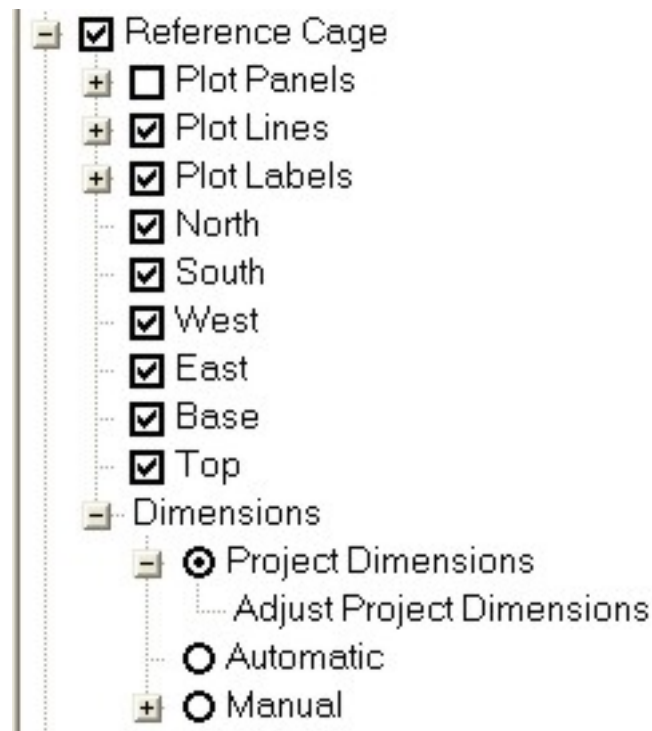 Reference Cage
Plot Panels
Plot Lines
Plot Labels
North
South
West
East
Base
Top
Dimensions
Project Dimensions
Adjust Project Dimensions
Automatic
Manual